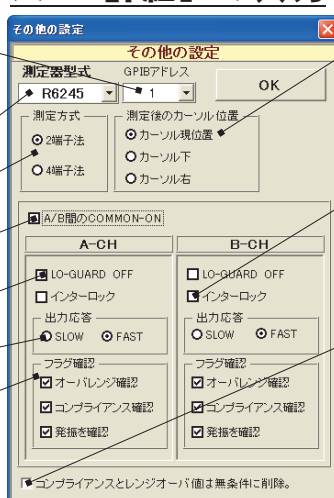 その他の設定
その他の設定
測定器型式 GPIBアドレス
R6245 1 OK
測定方式 測定後のカーソル位置
2端子法 カーソル現位置
カーソル下
4端子法 カーソル右
A/B間のCOMMON-ON
A-CH B-CH
LO-GUARD OFF LO-GUARD OFF
インターロック インターロック
出力応答 出力応答
SLOW FAST SLOW FAST
フラグ確認 フラグ確認
オーバレンジ確認 オーバレンジ確認
コンプライアンス確認 コンプライアンス確認
発振を確認 発振を確認
コンプライアンスとレンジオーバ値は無条件に削除。